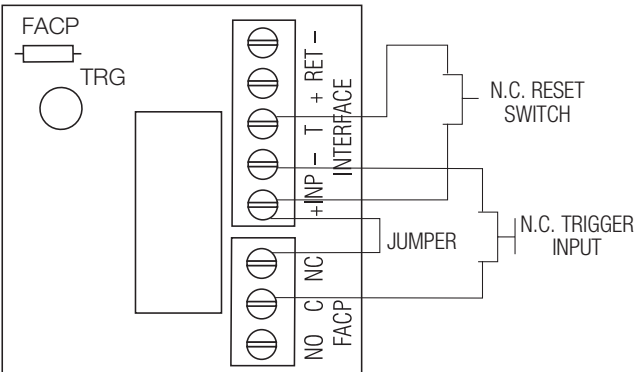 FACP
TRG
+ INP – T + RET –
INTERFACE
NO C NC
FACP
JUMPER
N.C. RESET
SWITCH
N.C. TRIGGER
INPUT